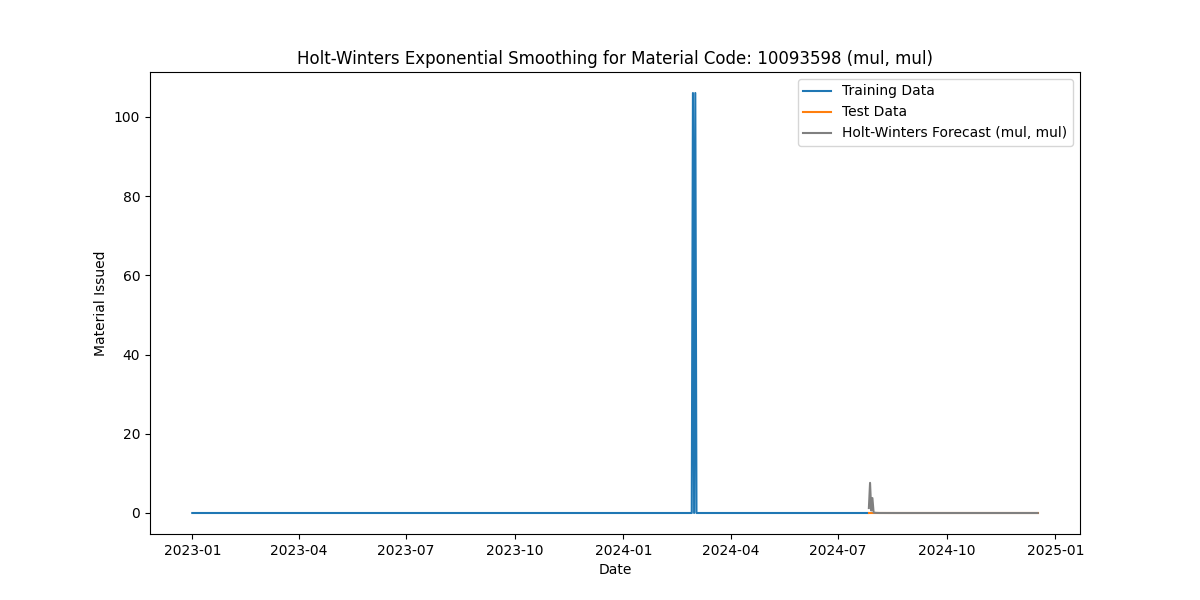 Holt-Winters Exponential Smoothing for Material Code: 10093598 (mul, mul)
Training Data
Test Data
Holt-Winters Forecast (mul, mul)
Material Issued
100
80
60
40
20
0
2023-01 2023-04 2023-07 2023-10 2024-01 2024-04 2024-07 2024-10 2025-01
Date